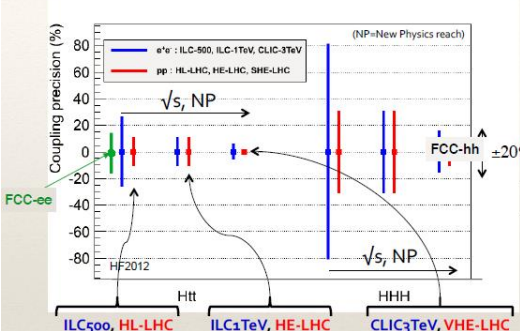 (NP=New Physics reach)
Coupling precision (%)
e⁺e⁻ : ILC-500, ILC-1TeV, CLIC-3TeV
pp : HL-LHC, HE-LHC, SHE-LHC
80
60
40
20
0
-20
-40
-60
-80
√s, NP
FCC-hh
±20%
FCC-ee
√s, NP
HF2012
Htt
HHH
ILC500, HL-LHC
ILC1TeV, HE-LHC
CLIC3TeV, VHE-LHC